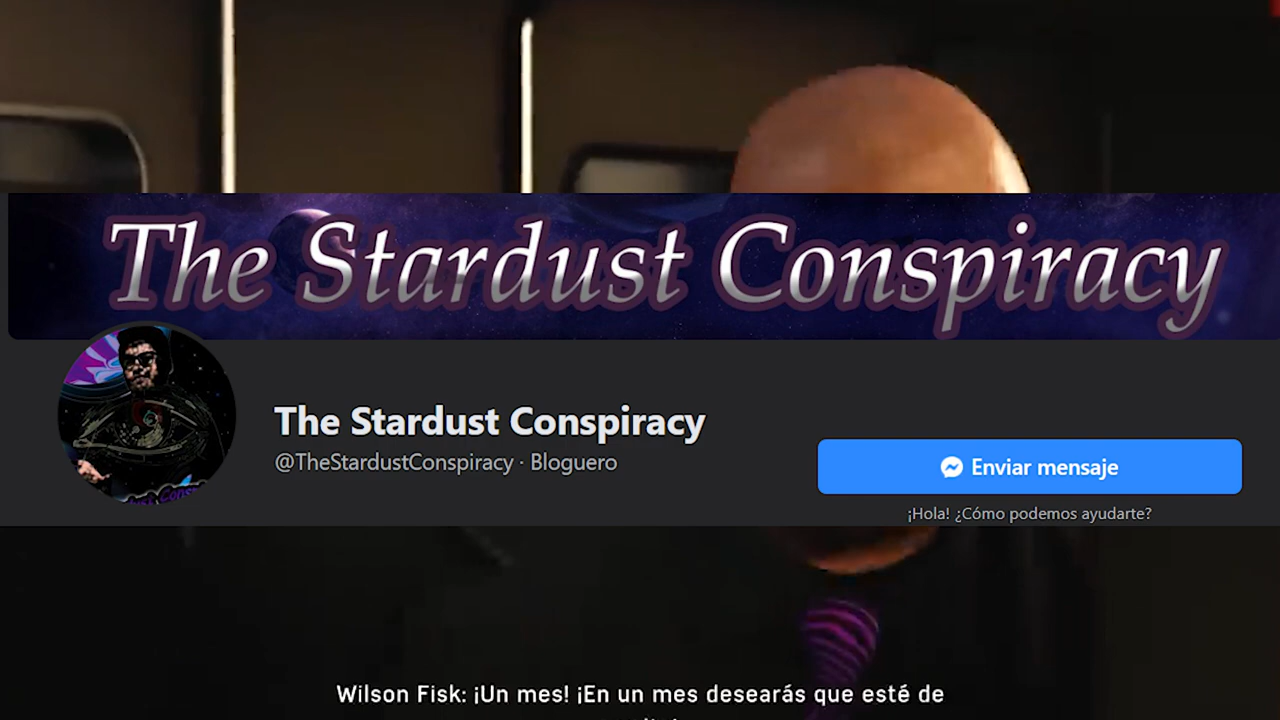 The Stardust Conspiracy
The Stardust Conspiracy
@TheStardustConspiracy · Bloguero
Enviar mensaje
¡Hola! ¿Cómo podemos ayudarte?
Wilson Fisk: ¡Un mes! ¡En un mes desearás que esté de